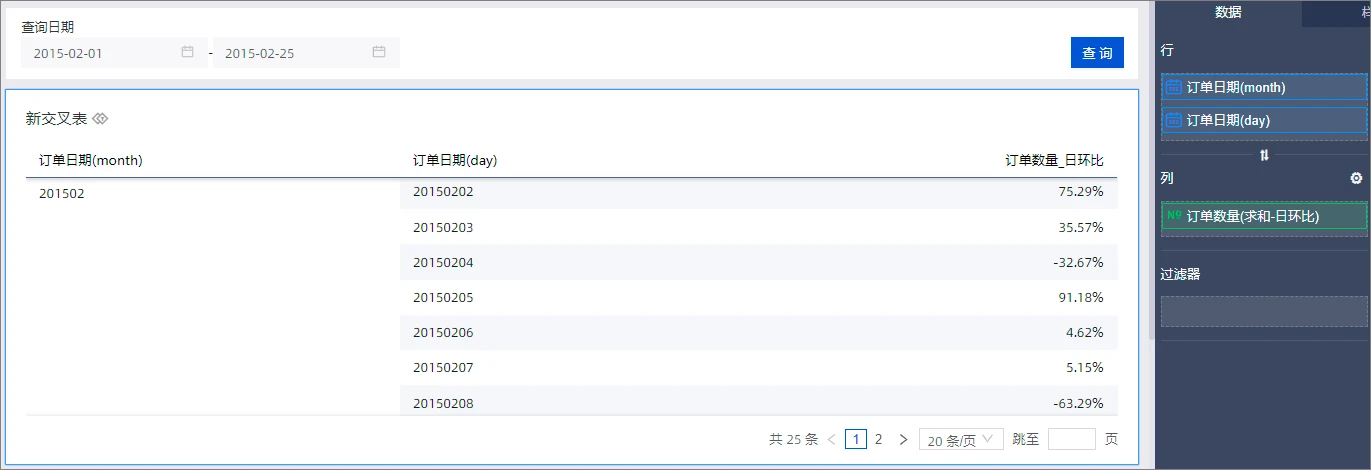 查询日期
2015-02-01 - 2015-02-25 查 询
新交叉表
订单日期(month) 订单日期(day) 订单数量_日环比
201502 20150202 75.29%
20150203 35.57%
20150204 -32.67%
20150205 91.18%
20150206 4.62%
20150207 5.15%
20150208 -63.29%
共 25 条 1 2 20 条/页 跳至 页
数据
行
订单日期(month)
订单日期(day)
列
Nº 订单数量(求和-日环比)
过滤器